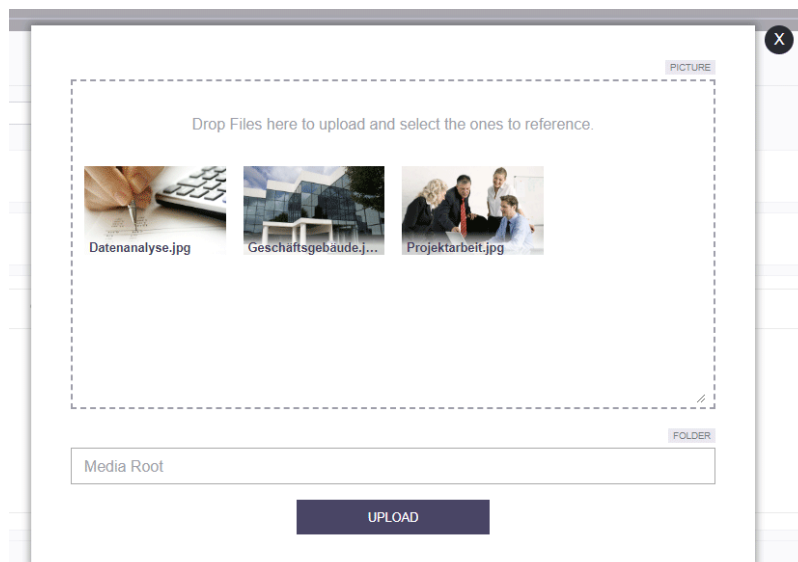 X
PICTURE
Drop Files here to upload and select the ones to reference.
Datenanalyse.jpg
Geschäftsgebäude.j...
Projektarbeit.jpg
FOLDER
Media Root
UPLOAD